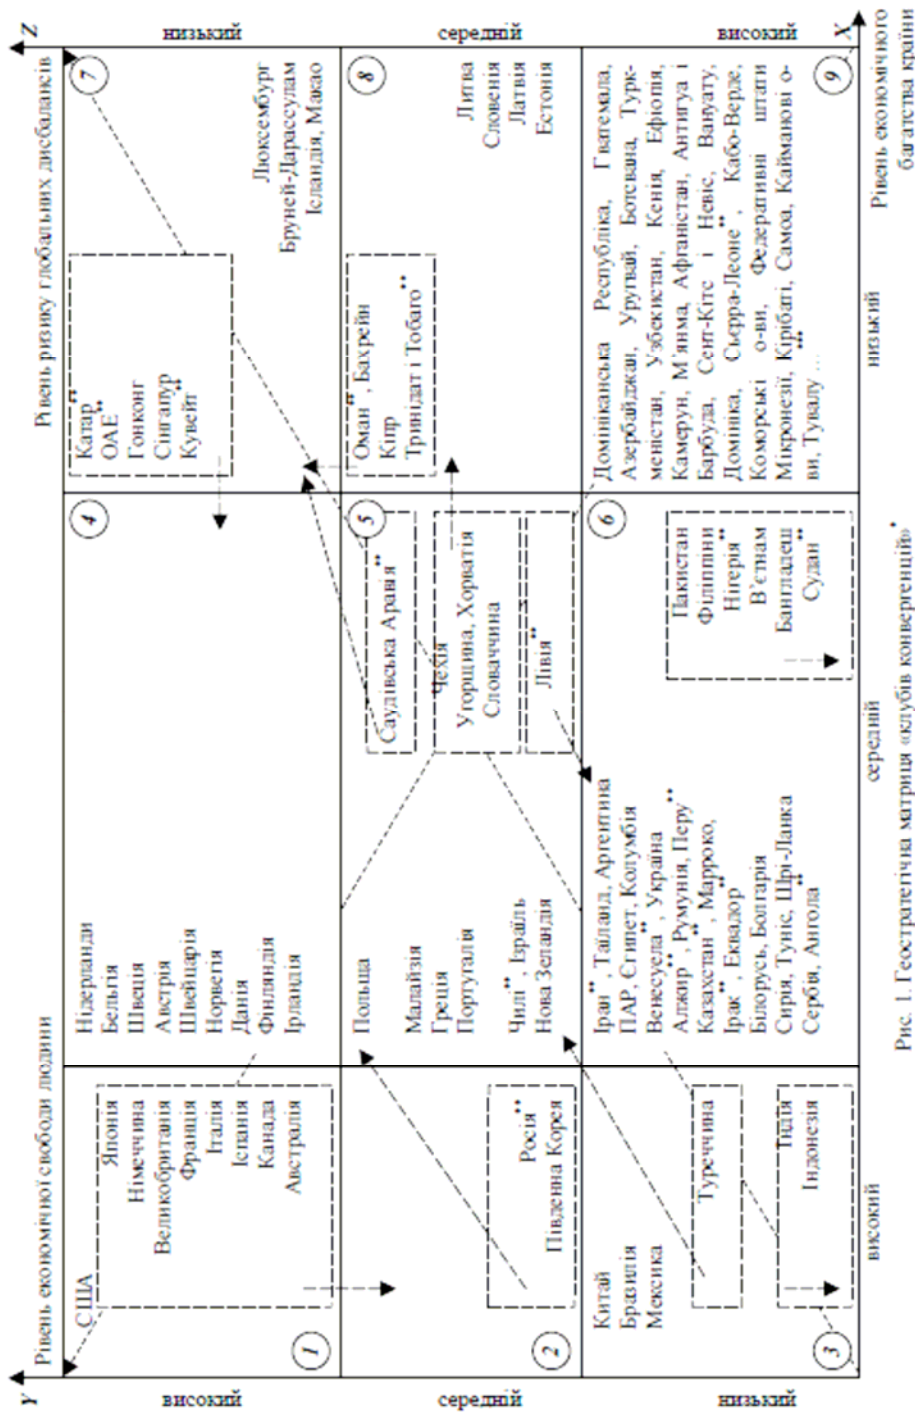 Y
Рівень економічної свободи людини
Рівень ризику глобальних дисбалансів
Z
високий
середній
низький
низький
середній
високий
1
США
Японія
Німеччина
Великобританія
Франція
Італія
Іспанія
Канада
Австралія
4
Нідерланди
Бельгія
Швеція
Австрія
Швейцарія
Норвегія
Данія
Фінляндія
Ірландія
7
Катар**
ОАЕ**
Гонконг
Сінгапур
Кувейт**
Люксембург
Бруней-Дарассулам
Ісландія, Макао
2
Росія**
Південна Корея
5
Польща
Малайзія
Греція
Португалія
Чилі**, Ізраїль
Нова Зеландія
Саудівська Аравія**
Чехія
Угорщина, Хорватія
Словаччина
Лівія**
8
Оман**, Бахрейн
Кіпр
Тринідат і Тобаго**
Литва
Словенія
Латвія
Естонія
3
Китай
Бразилія
Мексика
Туреччина
Індія
Індонезія
6
Іран**, Таїланд, Аргентина
ПАР, Єгипет, Колумбія
Венесуела**, Україна
Алжир**, Румунія, Перу**
Казахстан**, Марроко,
Ірак**, Еквадор**
Білорусь, Болгарія
Сирія, Туніс, Шрі-Ланка
Сербія, Ангола**
Пакистан
Філіппіни
Нігерія**
В`єтнам
Бангладеш
Судан**
9
Домініканська Республіка, Гватемала,
Азербайджан, Уругвай, Ботсвана, Турк-
меністан, Узбекистан, Кенія, Ефіопія,
Камерун, М'янма, Афганістан, Антигуа і
Барбуда, Сент-Кітс і Невіс, Вануату,
Домініка, Сьєрра-Леоне**, Кабо-Верде,
Коморські о-ви, Федеративні штати
Мікронезії, Кірібаті, Самоа, Кайманові о-
ви, Тувалу ...***
високий
середній
низький
X
Рівень економічного
багатства країни
Рис. 1. Геостратегічна матриця «клубів конвергенцій»*